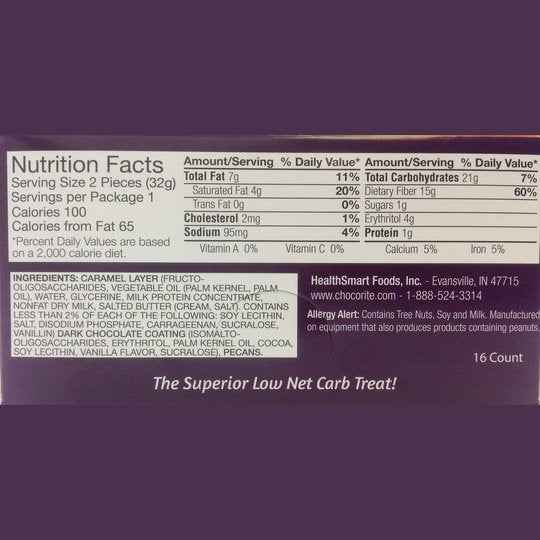 Nutrition Facts
Serving Size 2 Pieces (32g)
Servings per Package 1
Calories 100
Calories from Fat 65
*Percent Daily Values are based
on a 2,000 calorie diet.
Amount/Serving % Daily Value*
Total Fat 7g 11%
Saturated Fat 4g 20%
Trans Fat 0g 0%
Cholesterol 2mg 1%
Sodium 95mg 4%
Amount/Serving % Daily Value*
Total Carbohydrates 21g 7%
Dietary Fiber 15g 60%
Sugars 1g
Erythritol 4g
Protein 1g
Vitamin A 0% Vitamin C 0% Calcium 5% Iron 5%
INGREDIENTS: CARAMEL LAYER (FRUCTO-
OLIGOSACCHARIDES, VEGETABLE OIL (PALM KERNEL, PALM
OIL), WATER, GLYCERINE, MILK PROTEIN CONCENTRATE,
NONFAT DRY MILK, SALTED BUTTER (CREAM, SALT). CONTAINS
LESS THAN 2% OF EACH OF THE FOLLOWING: SOY LECITHIN,
SALT, DISODIUM PHOSPHATE, CARRAGEENAN, SUCRALOSE,
VANILLIN) DARK CHOCOLATE COATING (ISOMALTO-
OLIGOSACCHARIDES, ERYTHRITOL, PALM KERNEL OIL, COCOA,
SOY LECITHIN, VANILLA FLAVOR, SUCRALOSE), PECANS.
HealthSmart Foods, Inc. - Evansville, IN 47715
www.chocorite.com - 1-888-524-3314
Allergy Alert: Contains Tree Nuts, Soy and Milk. Manufactured
on equipment that also produces products containing peanuts.
16 Count
The Superior Low Net Carb Treat!